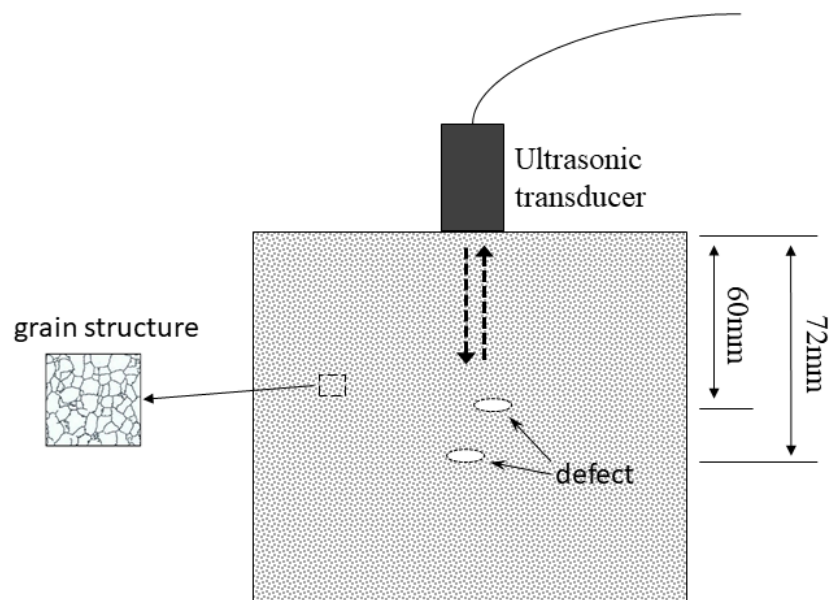 Ultrasonic
transducer
grain structure
60mm
72mm
defect